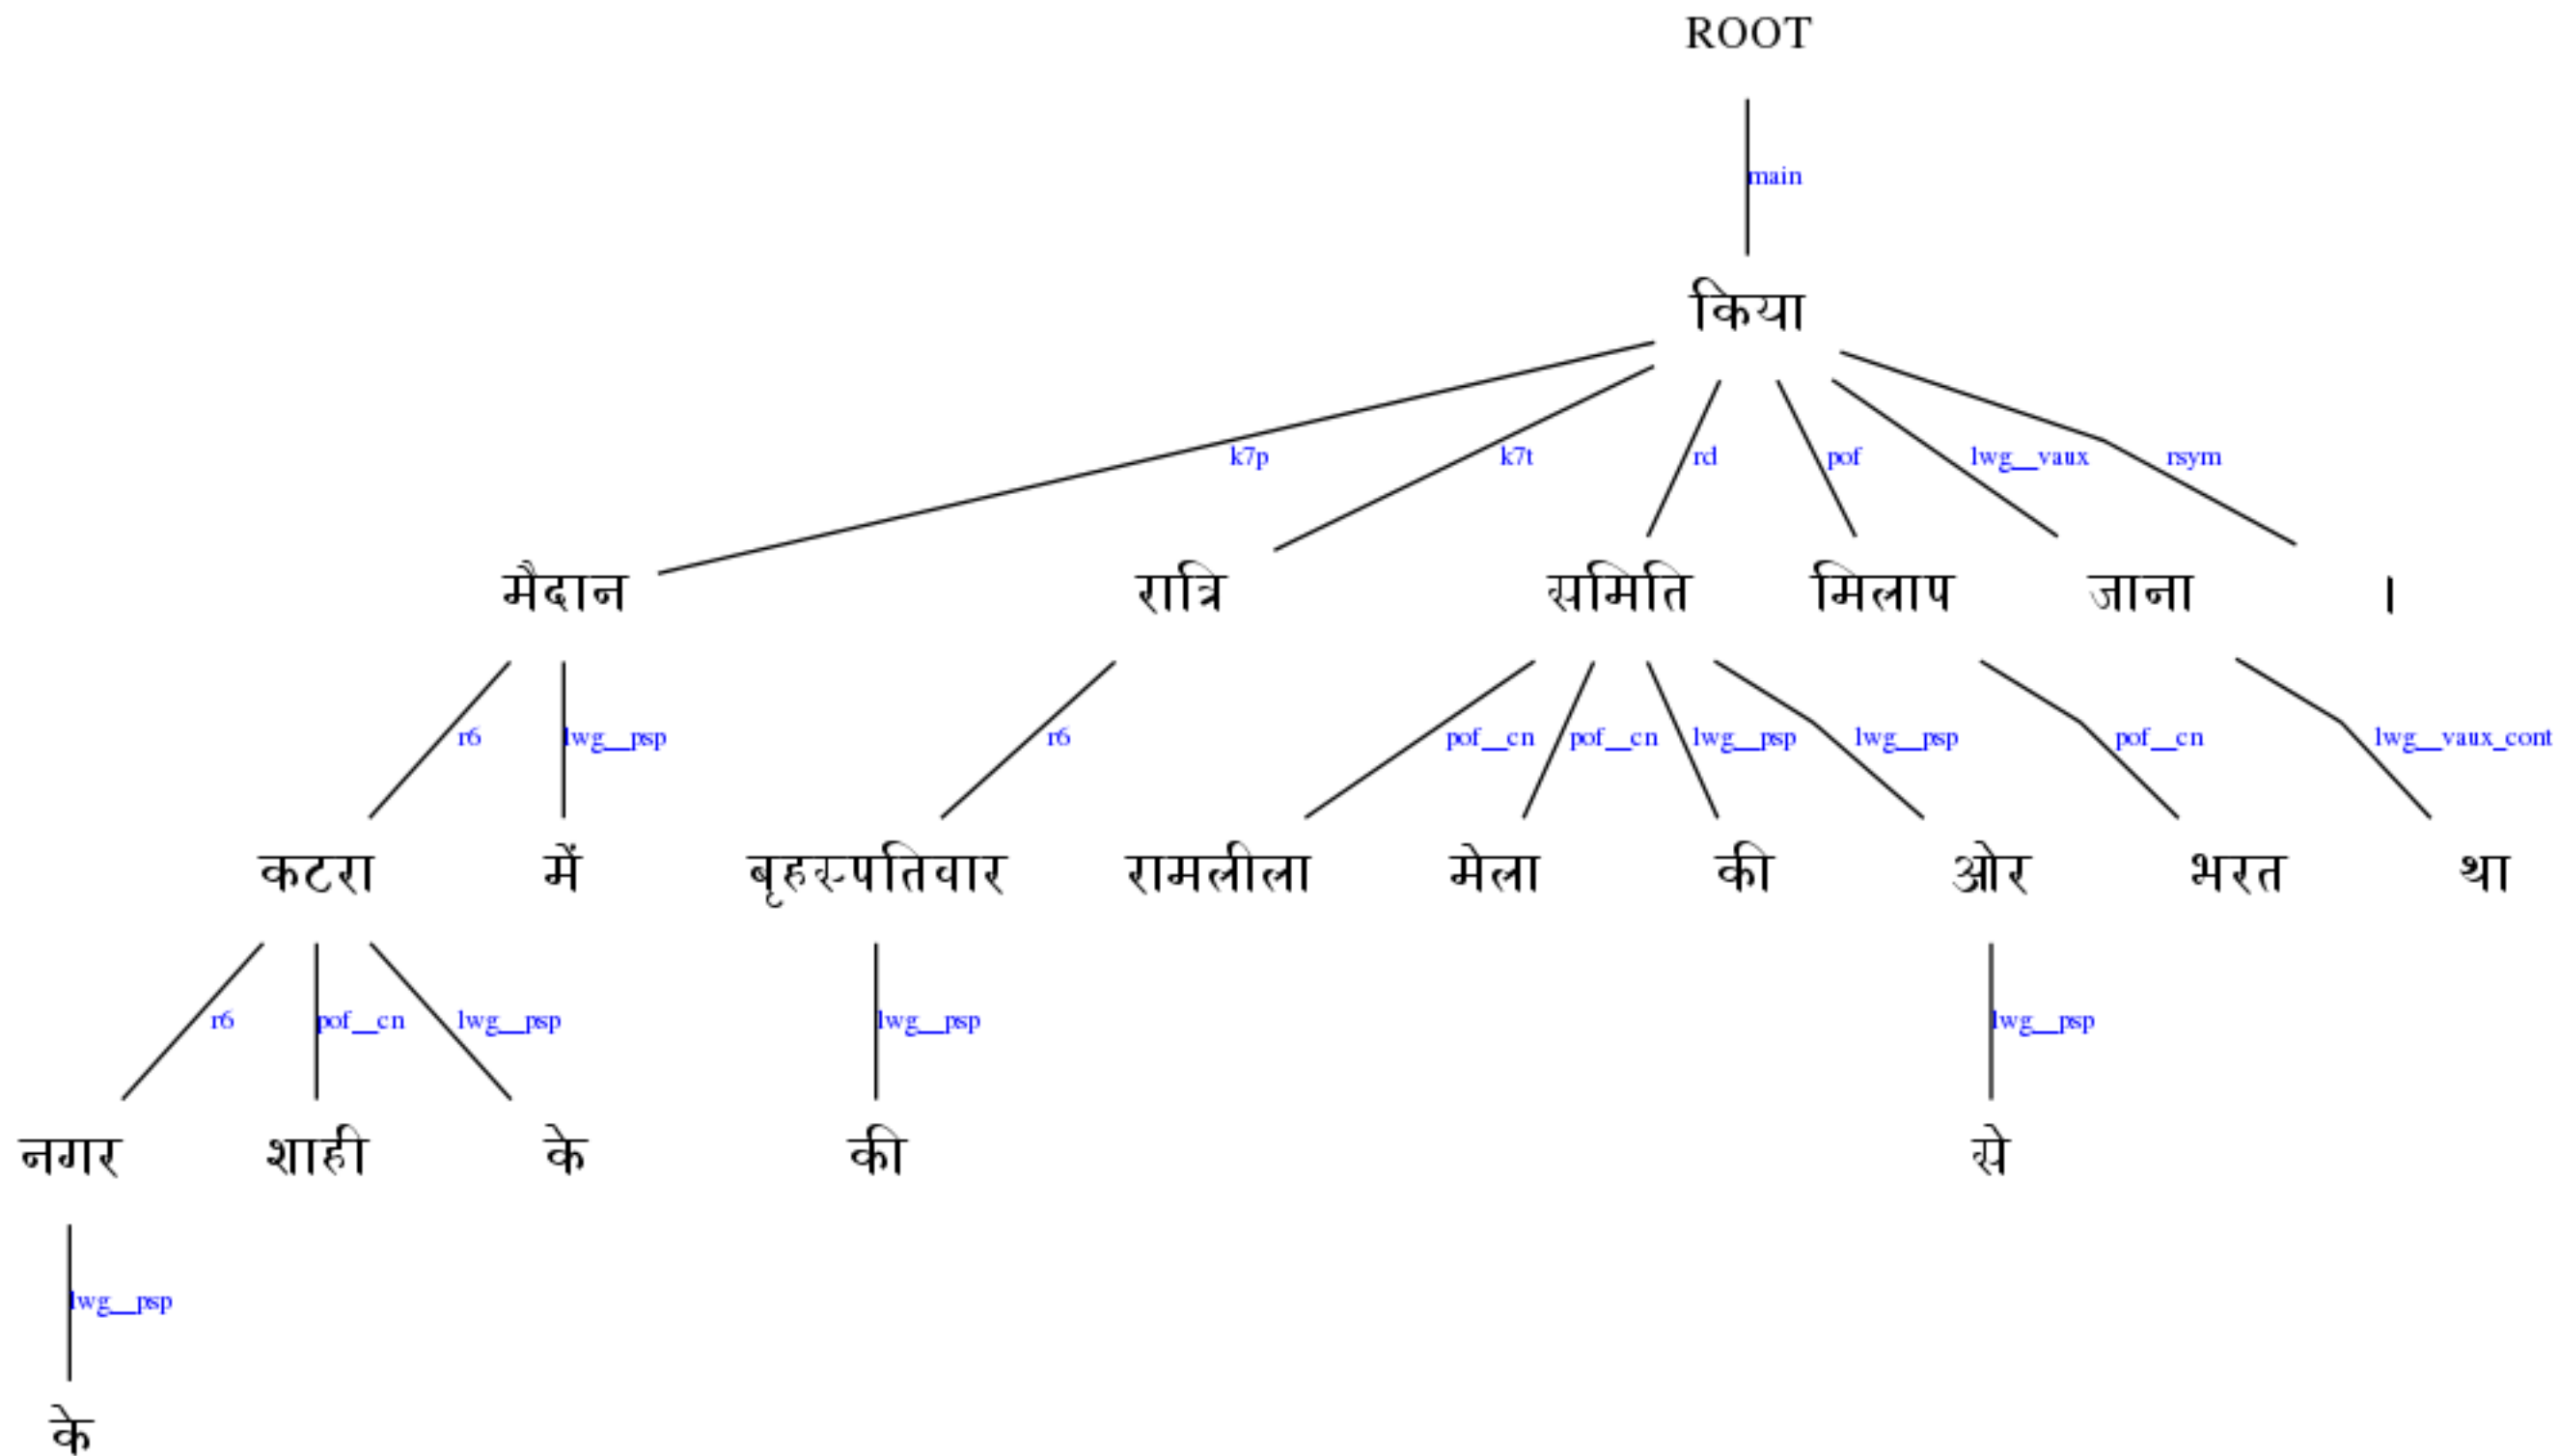 ROOT
main
किया
k7p k7t rd pof lwg__vaux rsym
मैदान रात्रि समिति मिलाप जाना ।
r6 lwg__psp r6 pof__cn pof__cn lwg__psp lwg__psp pof__cn lwg__vaux_cont
कटरा में बृहस्पतिवार रामलीला मेला की ओर भरत था
r6 pof__cn lwg__psp lwg__psp lwg__psp
नगर शाही के की से
lwg__psp
के